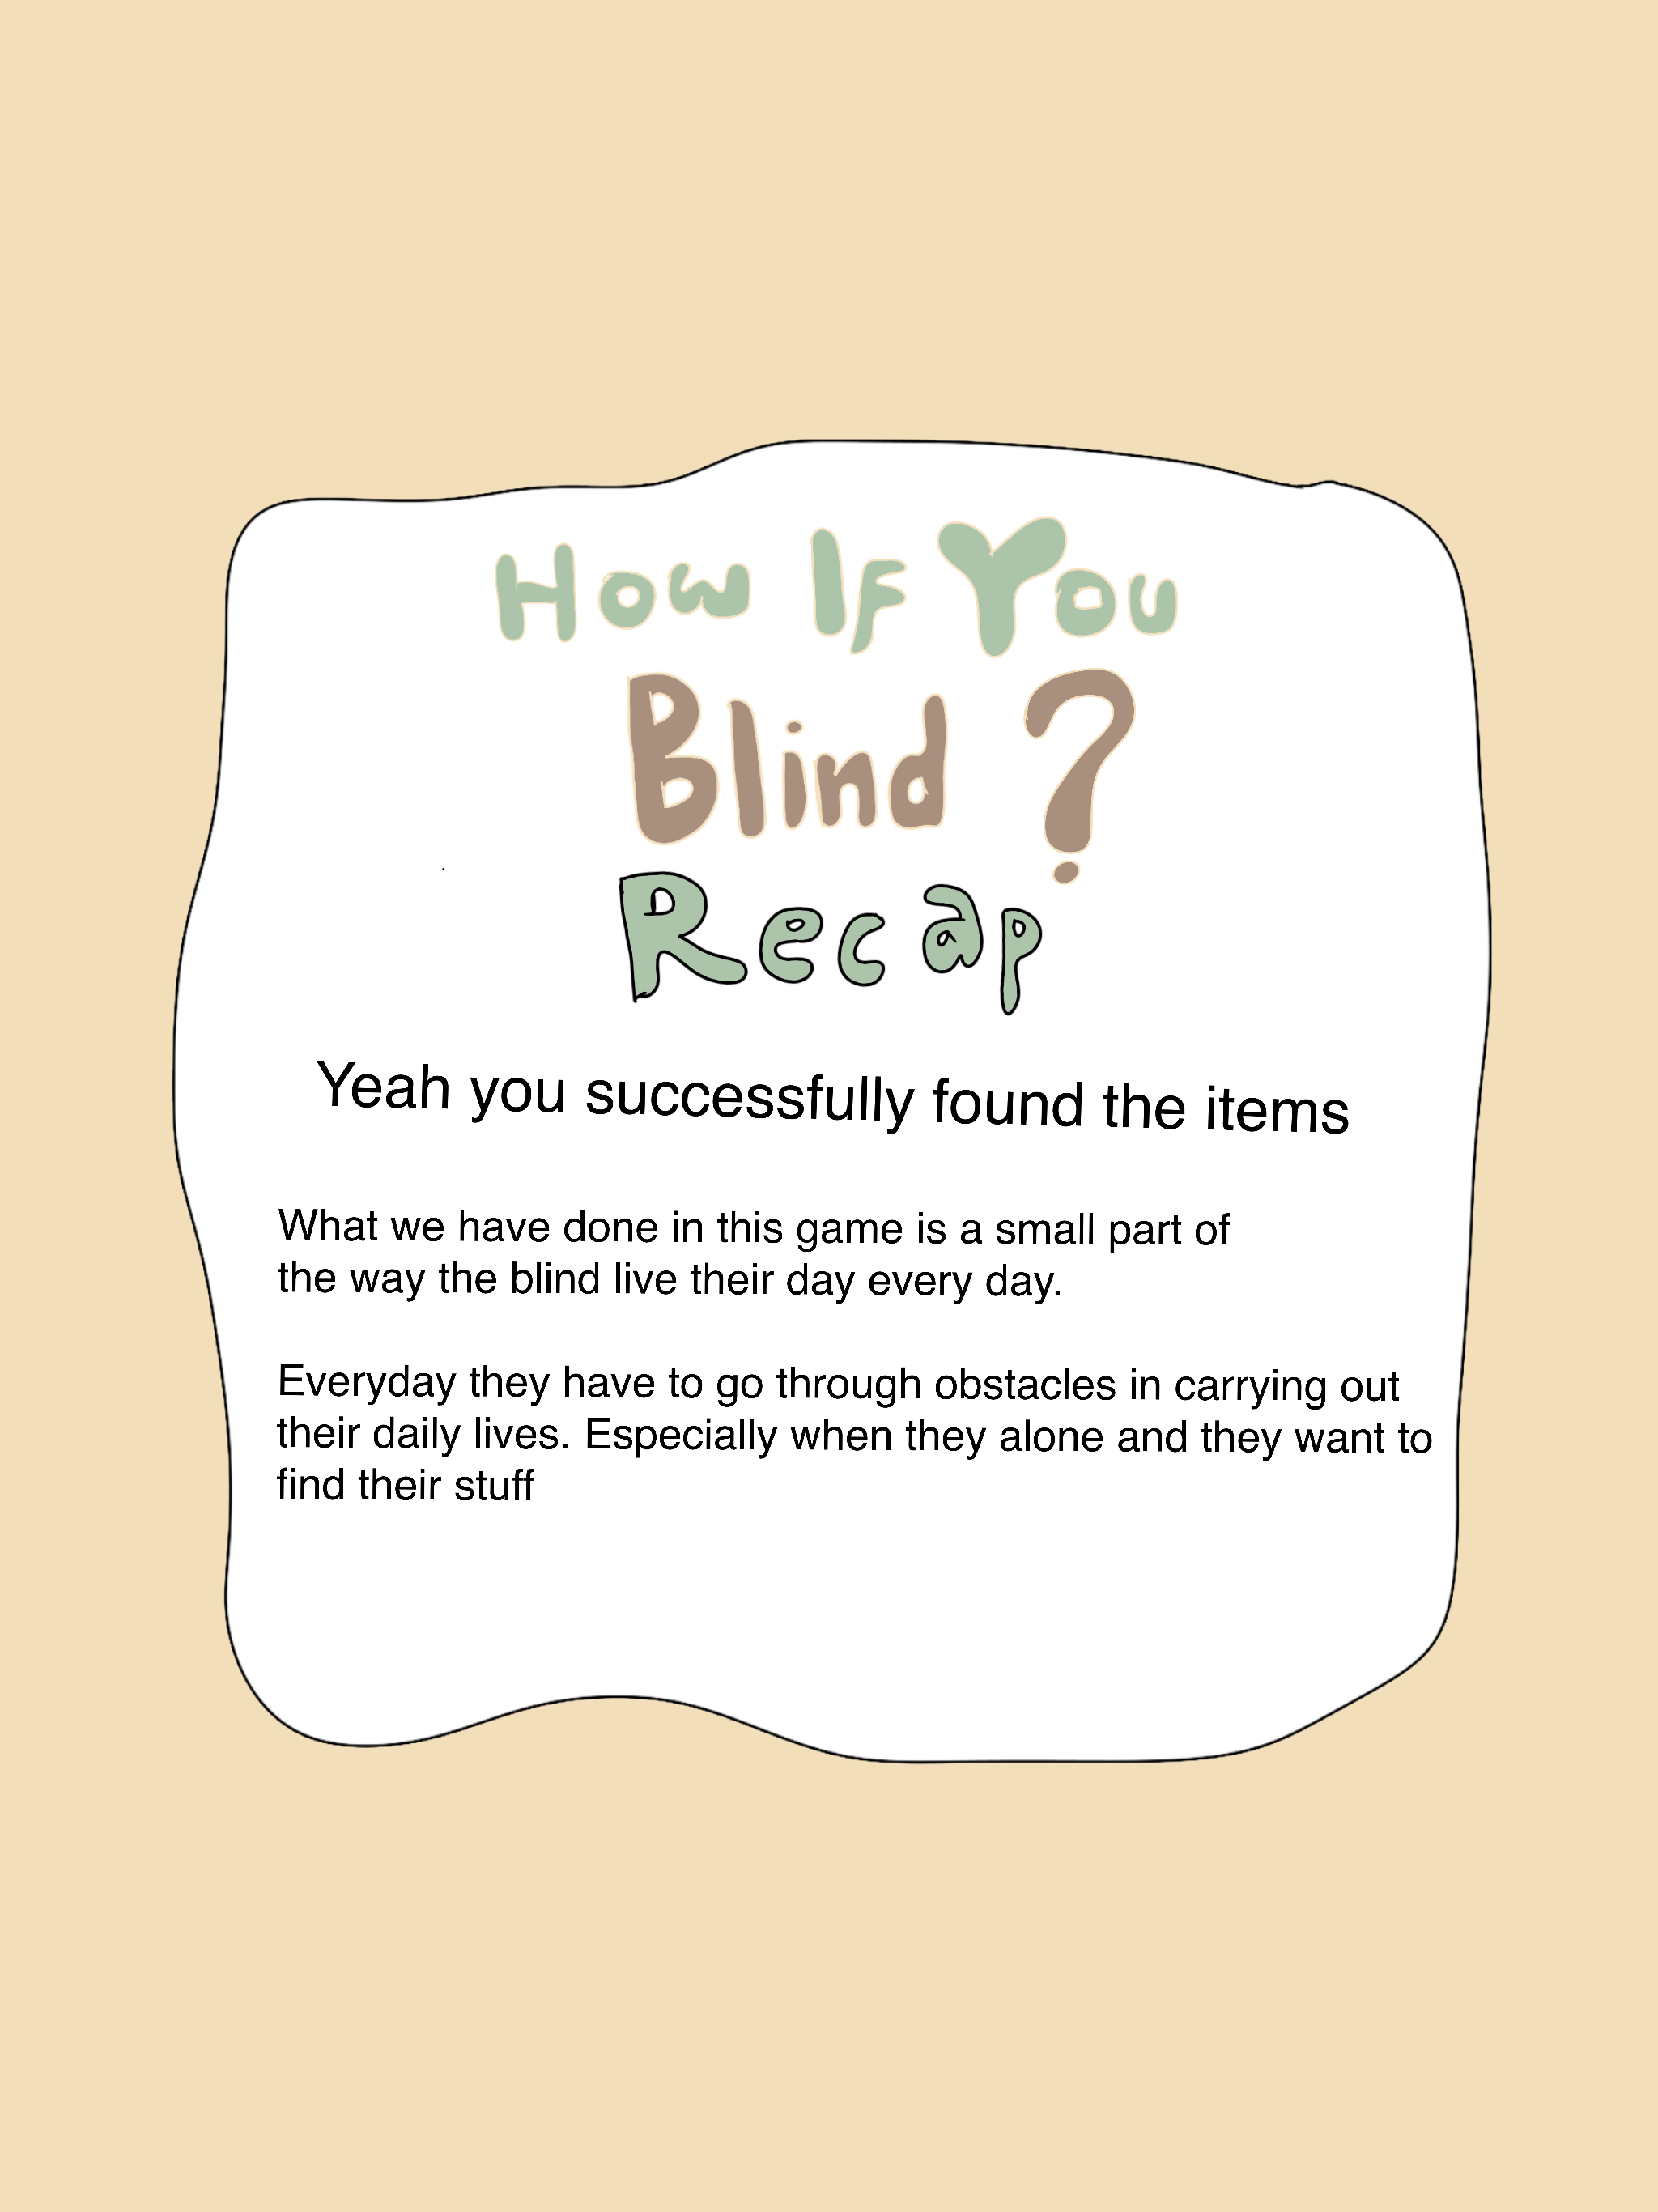 How If You
Blind ?
Recap
Yeah you successfully found the items
What we have done in this game is a small part of
the way the blind live their day every day.
Everyday they have to go through obstacles in carrying out
their daily lives. Especially when they alone and they want to
find their stuff